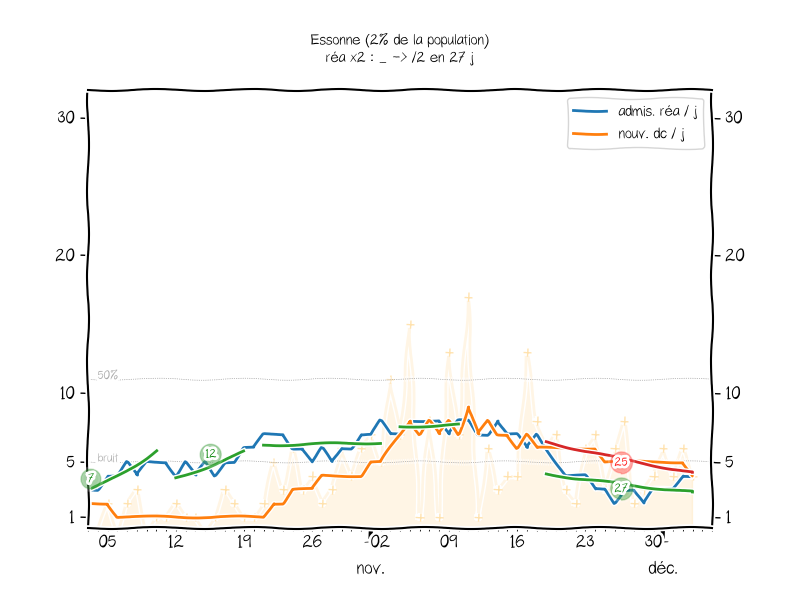 Essonne (2% de la population)
réa x2 : _ -> /2 en 27 j
admis. réa / j
nouv. dc / j
30
30
20
20
50%
10
10
12
bruit
5
25
5
7
27
1
1
05 12 19 26 02 09 16 23 30
nov. déc.